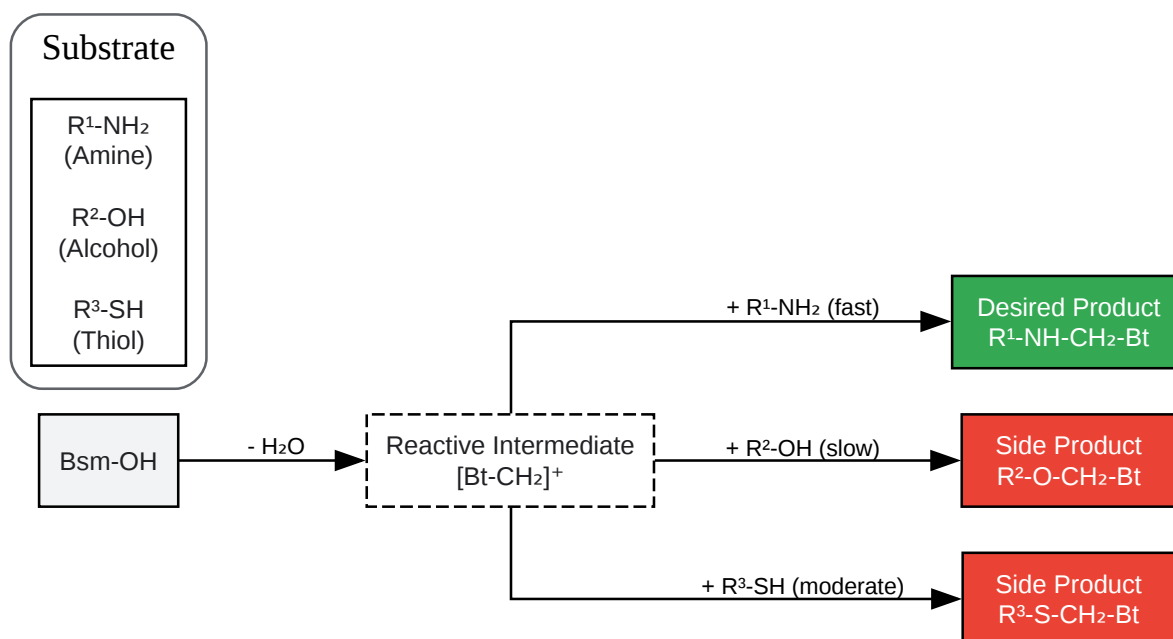 Substrate
R¹-NH₂
(Amine)
R²-OH
(Alcohol)
R³-SH
(Thiol)
+ R¹-NH₂ (fast)
Desired Product
R¹-NH-CH₂-Bt
Bsm-OH
- H₂O
Reactive Intermediate
[Bt-CH₂]⁺
+ R²-OH (slow)
Side Product
R²-O-CH₂-Bt
+ R³-SH (moderate)
Side Product
R³-S-CH₂-Bt